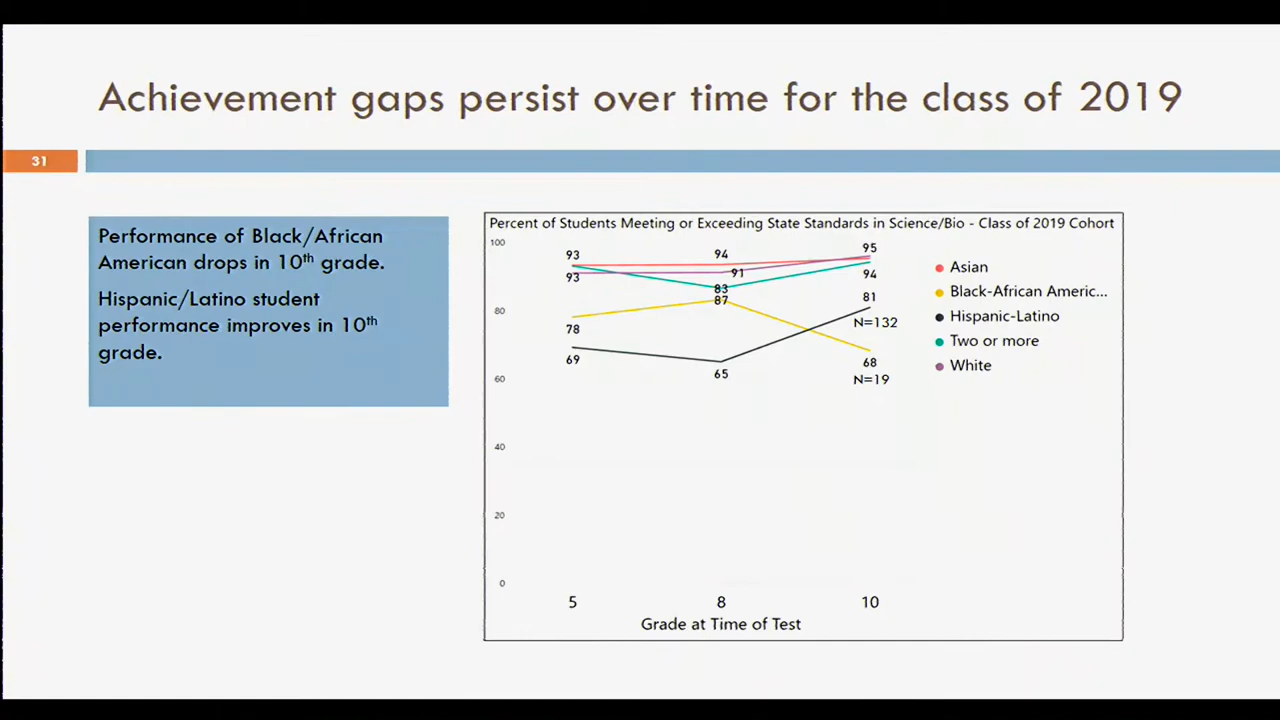 Achievement gaps persist over time for the class of 2019
31
Performance of Black/African
American drops in 10th grade.
Hispanic/Latino student
performance improves in 10th
grade.
Percent of Students Meeting or Exceeding State Standards in Science/Bio - Class of 2019 Cohort
100
80
60
40
20
0
93
93
78
69
94
91
83
87
65
95
94
81
N=132
68
N=19
5
8
10
Grade at Time of Test
Asian
Black-African Americ...
Hispanic-Latino
Two or more
White